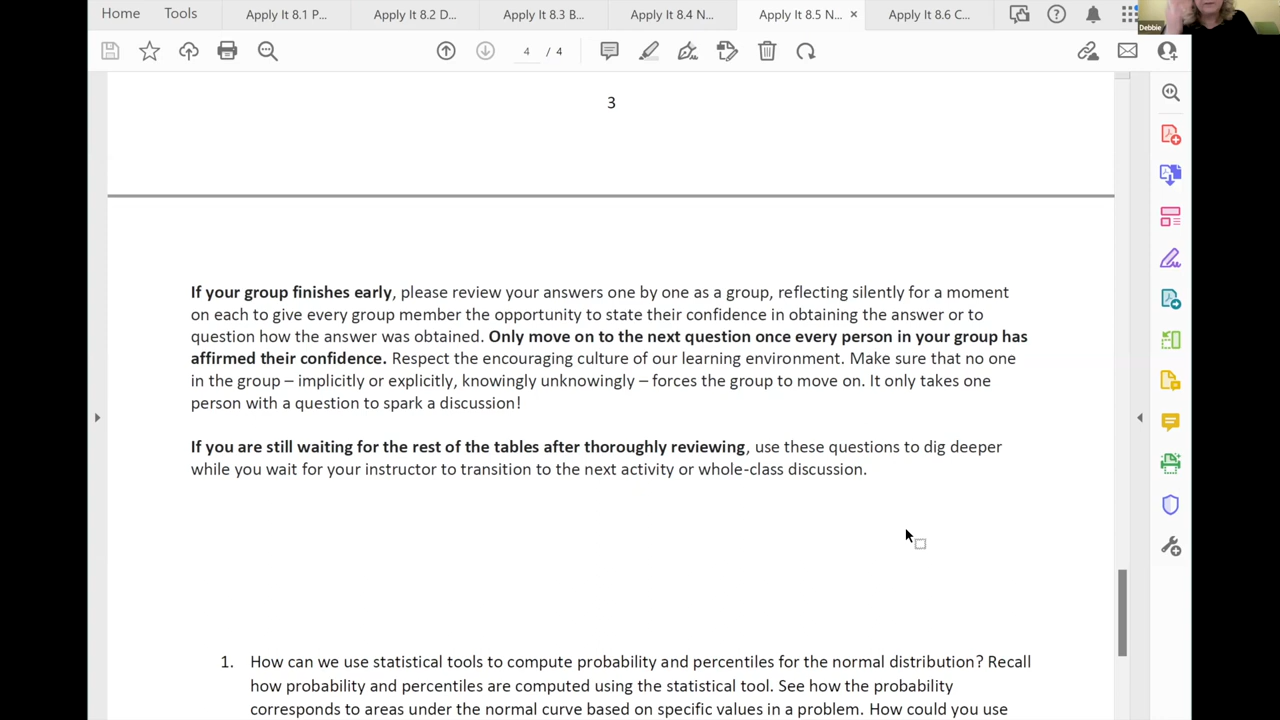 Home Tools Apply It 8.1 P... Apply It 8.2 D... Apply It 8.3 B... Apply It 8.4 N... Apply It 8.5 N... × Apply It 8.6 C...
Debbie
4 / 4
3
If your group finishes early, please review your answers one by one as a group, reflecting silently for a moment
on each to give every group member the opportunity to state their confidence in obtaining the answer or to
question how the answer was obtained. Only move on to the next question once every person in your group has
affirmed their confidence. Respect the encouraging culture of our learning environment. Make sure that no one
in the group – implicitly or explicitly, knowingly unknowingly – forces the group to move on. It only takes one
person with a question to spark a discussion!
If you are still waiting for the rest of the tables after thoroughly reviewing, use these questions to dig deeper
while you wait for your instructor to transition to the next activity or whole-class discussion.
1. How can we use statistical tools to compute probability and percentiles for the normal distribution? Recall
how probability and percentiles are computed using the statistical tool. See how the probability
corresponds to areas under the normal curve based on specific values in a problem. How could you use